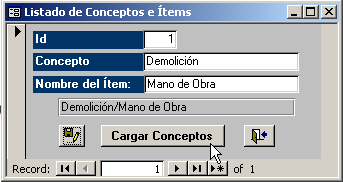 Listado de Conceptos e Ítems
Id 1
Concepto Demolición
Nombre del Ítem: Mano de Obra
Demolición/Mano de Obra
Cargar Conceptos
Record: 1 of 1